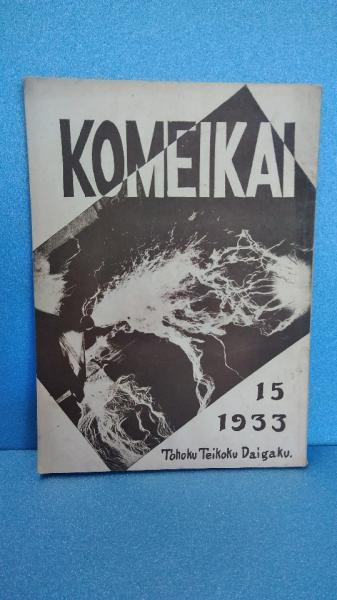 KOMEIKAI
15
1933
Tohoku Teikoku Daigaku.